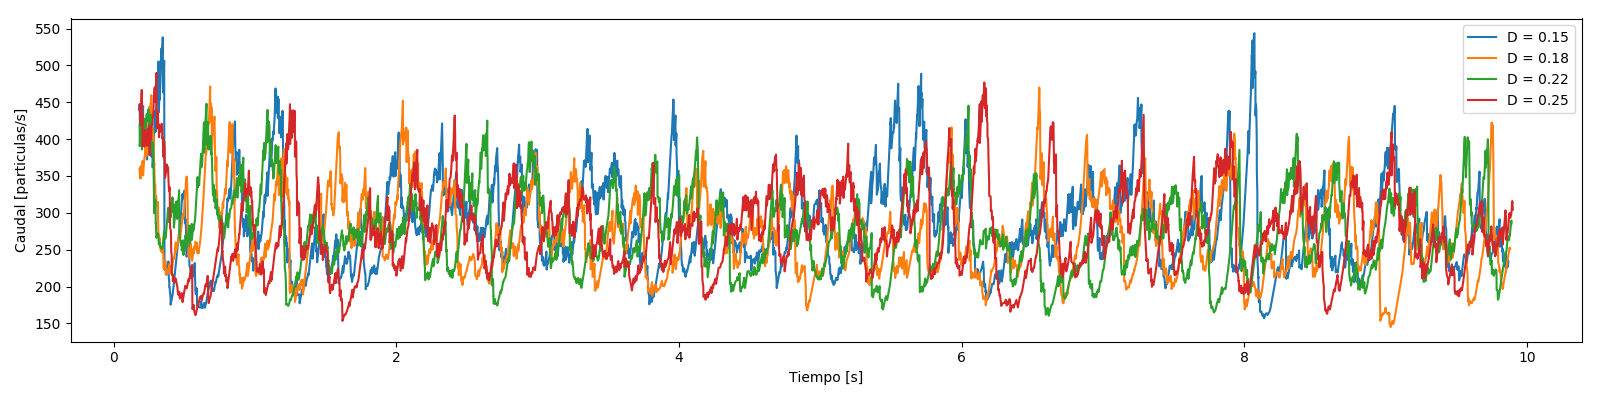 Caudal [particulas/s]
550
500
450
400
350
300
250
200
150
0
2
4
6
8
10
Tiempo [s]
D = 0.15
D = 0.18
D = 0.22
D = 0.25